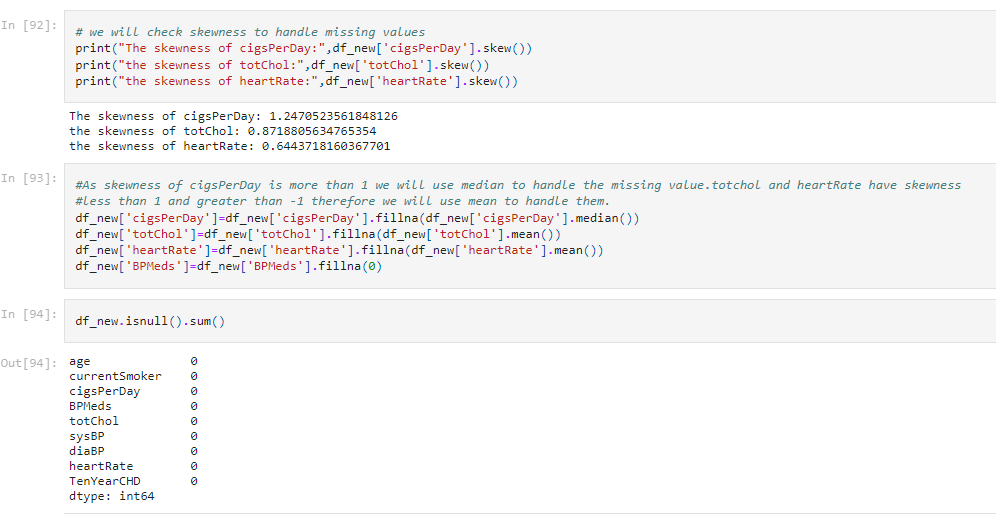 In [92]:
# we will check skewness to handle missing values
print("The skewness of cigsPerDay:",df_new['cigsPerDay'].skew())
print("the skewness of totChol:",df_new['totChol'].skew())
print("the skewness of heartRate:",df_new['heartRate'].skew())
The skewness of cigsPerDay: 1.2470523561848126
the skewness of totChol: 0.8718805634765354
the skewness of heartRate: 0.6443718160367701
In [93]:
#As skewness of cigsPerDay is more than 1 we will use median to handle the missing value.totchol and heartRate have skewness
#less than 1 and greater than -1 therefore we will use mean to handle them.
df_new['cigsPerDay']=df_new['cigsPerDay'].fillna(df_new['cigsPerDay'].median())
df_new['totChol']=df_new['totChol'].fillna(df_new['totChol'].mean())
df_new['heartRate']=df_new['heartRate'].fillna(df_new['heartRate'].mean())
df_new['BPMeds']=df_new['BPMeds'].fillna(0)
In [94]:
df_new.isnull().sum()
Out[94]:
age 0
currentSmoker 0
cigsPerDay 0
BPMeds 0
totChol 0
sysBP 0
diaBP 0
heartRate 0
TenYearCHD 0
dtype: int64